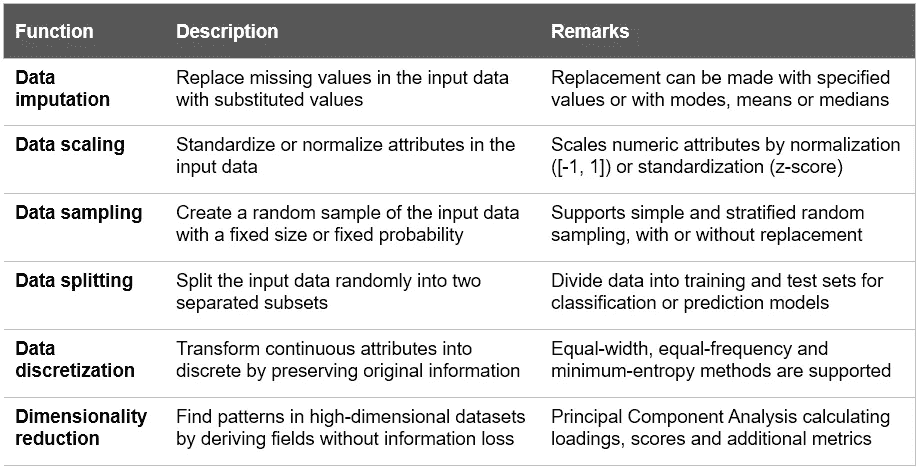 Function Description Remarks
Data imputation Replace missing values in the input data with substituted values Replacement can be made with specified values or with modes, means or medians
Data scaling Standardize or normalize attributes in the input data Scales numeric attributes by normalization ([-1, 1]) or standardization (z-score)
Data sampling Create a random sample of the input data with a fixed size or fixed probability Supports simple and stratified random sampling, with or without replacement
Data splitting Split the input data randomly into two separated subsets Divide data into training and test sets for classification or prediction models
Data discretization Transform continuous attributes into discrete by preserving original information Equal-width, equal-frequency and minimum-entropy methods are supported
Dimensionality reduction Find patterns in high-dimensional datasets by deriving fields without information loss Principal Component Analysis calculating loadings, scores and additional metrics